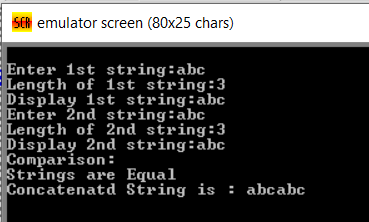 SCR emulator screen (80x25 chars)
Enter 1st string:abc
Length of 1st string:3
Display 1st string:abc
Enter 2nd string:abc
Length of 2nd string:3
Display 2nd string:abc
Comparison:
Strings are Equal
Concatenatd String is : abcabc